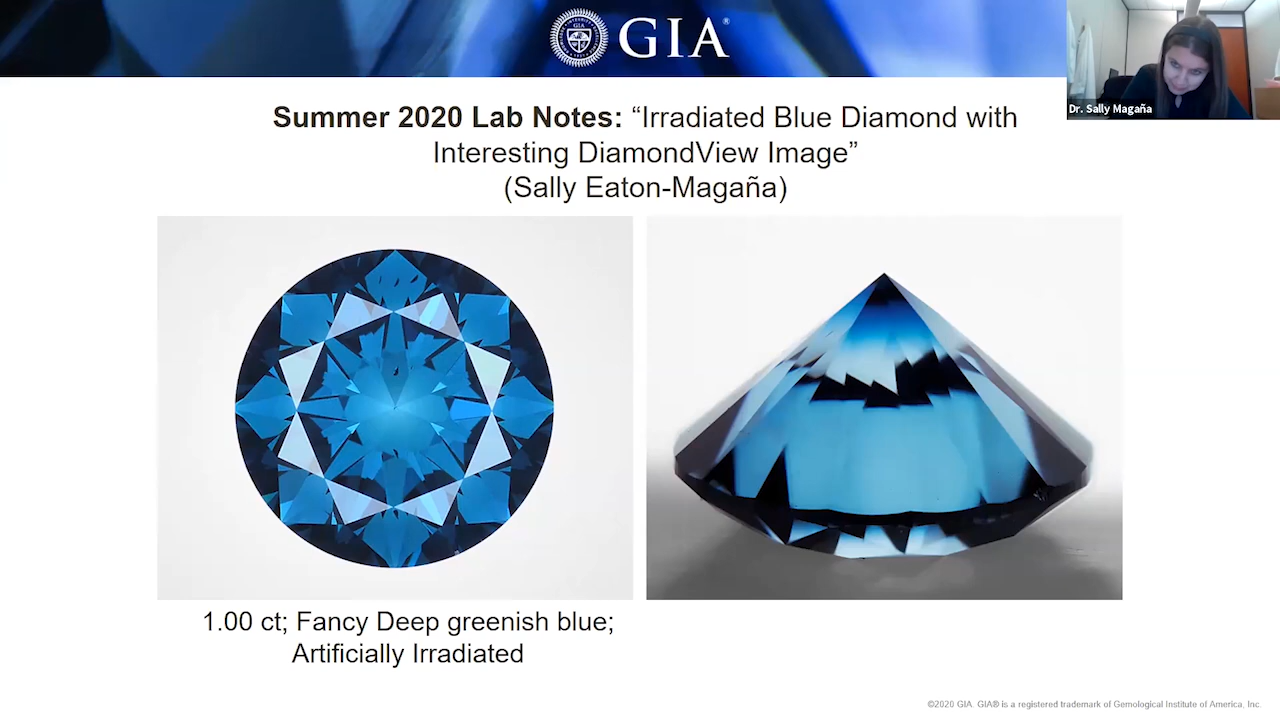 GIA®
Dr. Sally Magaña
Summer 2020 Lab Notes: “Irradiated Blue Diamond with
Interesting DiamondView Image”
(Sally Eaton-Magaña)
1.00 ct; Fancy Deep greenish blue;
Artificially Irradiated
©2020 GIA. GIA® is a registered trademark of Gemological Institute of America, Inc.